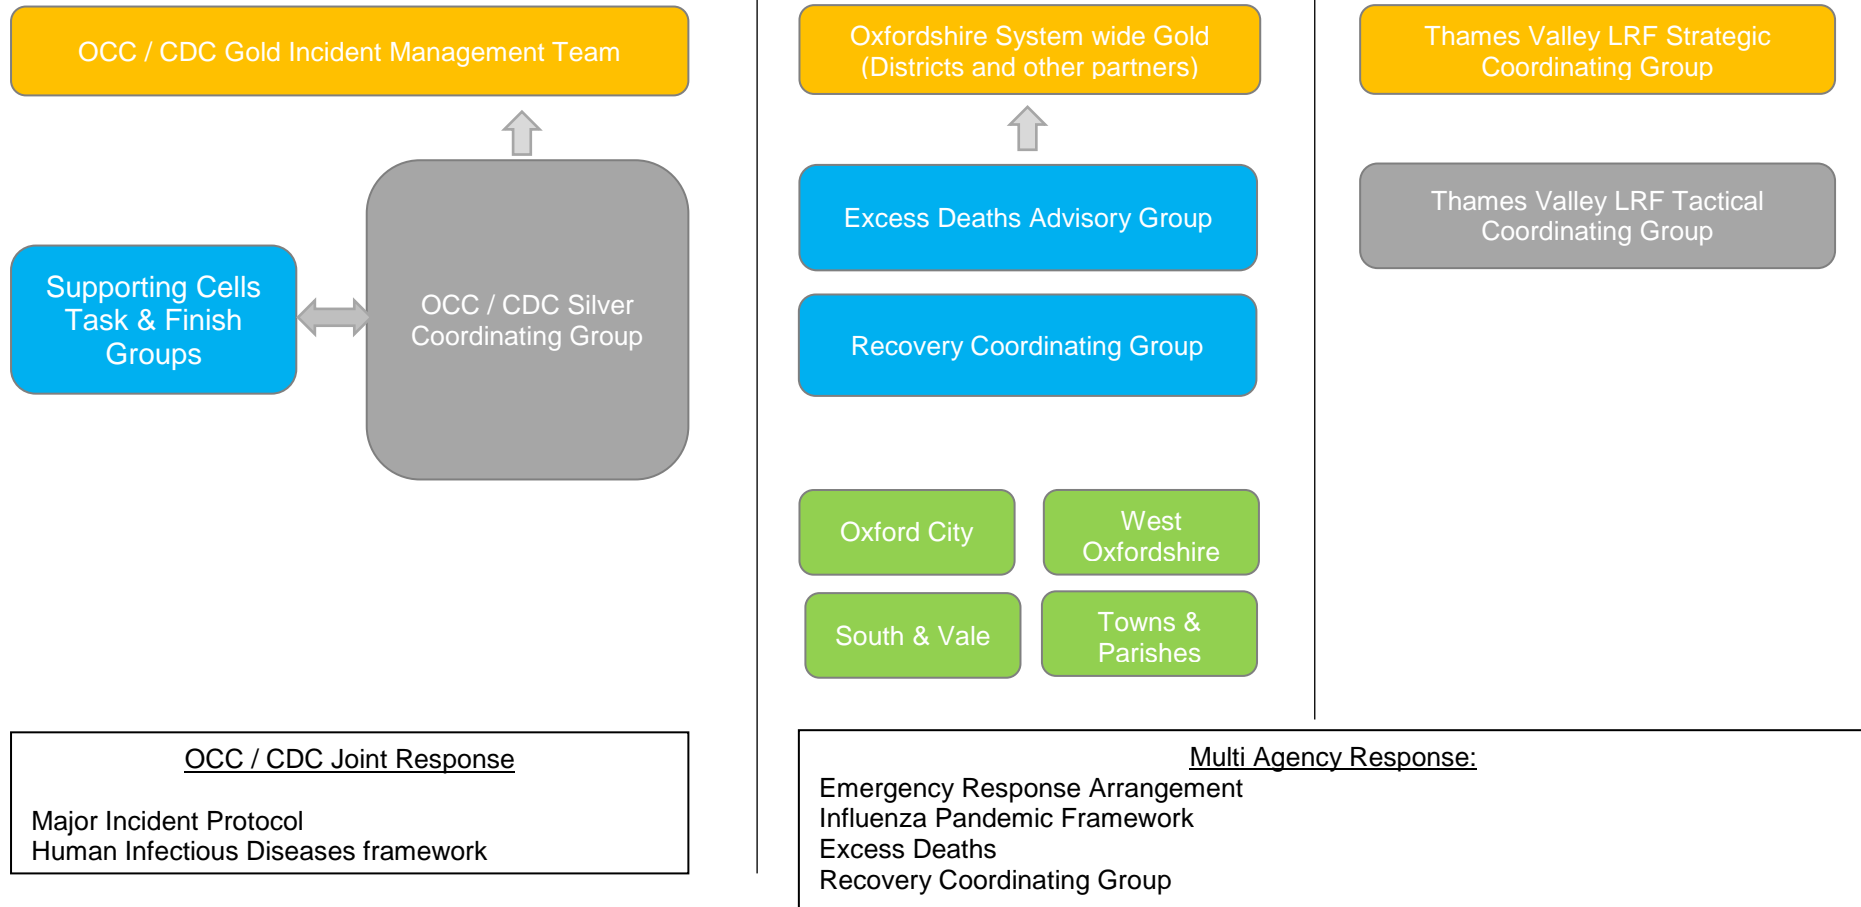 OCC / CDC Gold Incident Management Team
Supporting Cells
Task & Finish
Groups
OCC / CDC Silver
Coordinating Group
OCC / CDC Joint Response
Major Incident Protocol
Human Infectious Diseases framework
Oxfordshire System wide Gold
(Districts and other partners)
Excess Deaths Advisory Group
Recovery Coordinating Group
Oxford City
West
Oxfordshire
South & Vale
Towns &
Parishes
Thames Valley LRF Strategic
Coordinating Group
Thames Valley LRF Tactical
Coordinating Group
Multi Agency Response:
Emergency Response Arrangement
Influenza Pandemic Framework
Excess Deaths
Recovery Coordinating Group